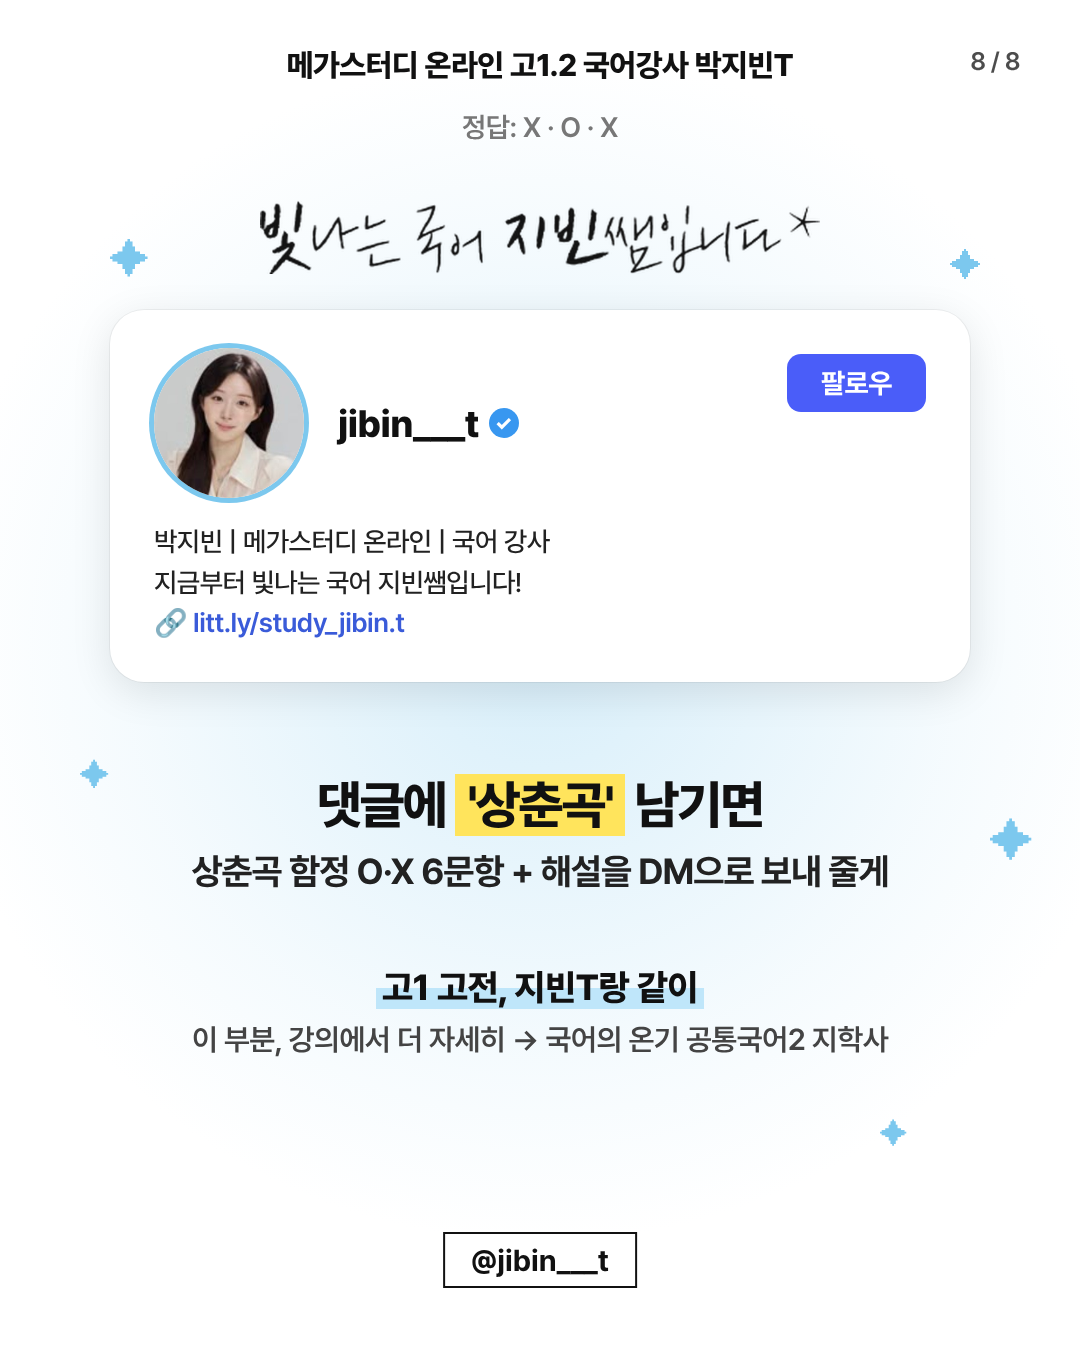 메가스터디 온라인 고1.2 국어강사 박지빈T
8 / 8
정답: X · O · X
빛나는 국어 지빈쌤입니다*
팔로우
jibin___t
박지빈 | 메가스터디 온라인 | 국어 강사
지금부터 빛나는 국어 지빈쌤입니다!
litt.ly/study_jibin.t
댓글에 '상춘곡' 남기면
상춘곡 함정 O·X 6문항 + 해설을 DM으로 보내 줄게
고1 고전, 지빈T랑 같이
이 부분, 강의에서 더 자세히 → 국어의 온기 공통국어2 지학사
@jibin___t